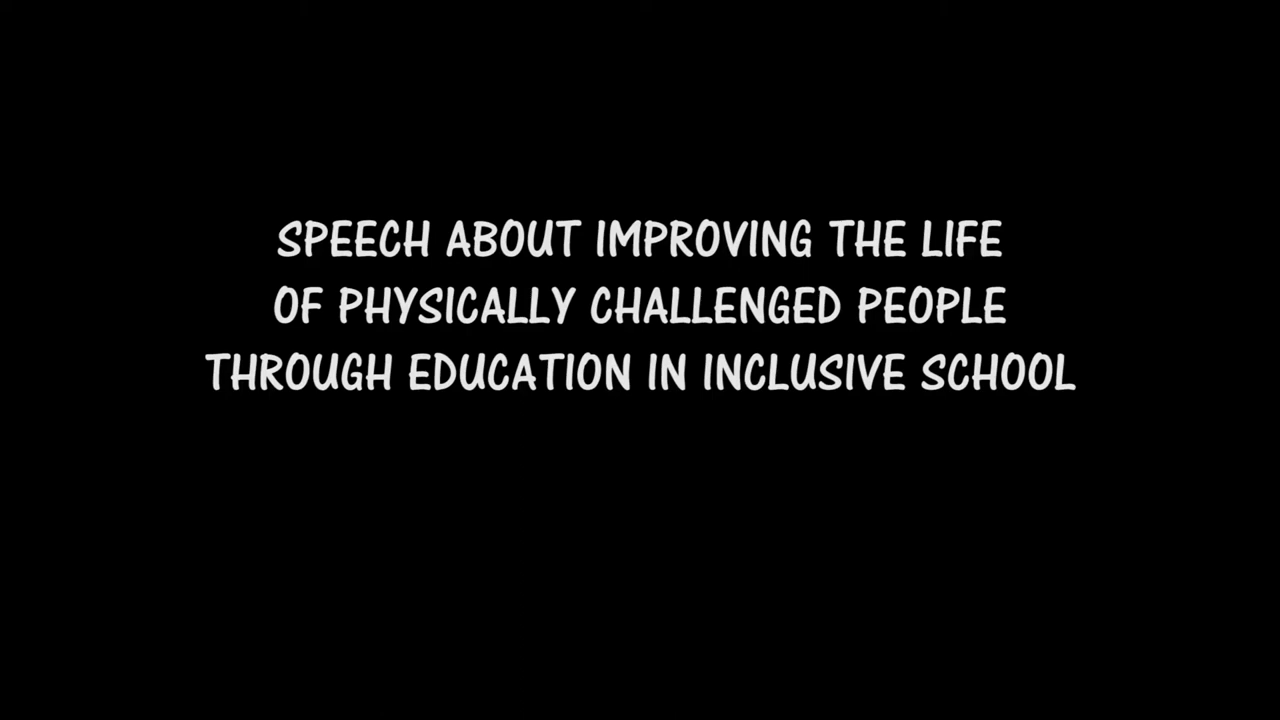 SPEECH ABOUT IMPROVING THE LIFE
OF PHYSICALLY CHALLENGED PEOPLE
THROUGH EDUCATION IN INCLUSIVE SCHOOL